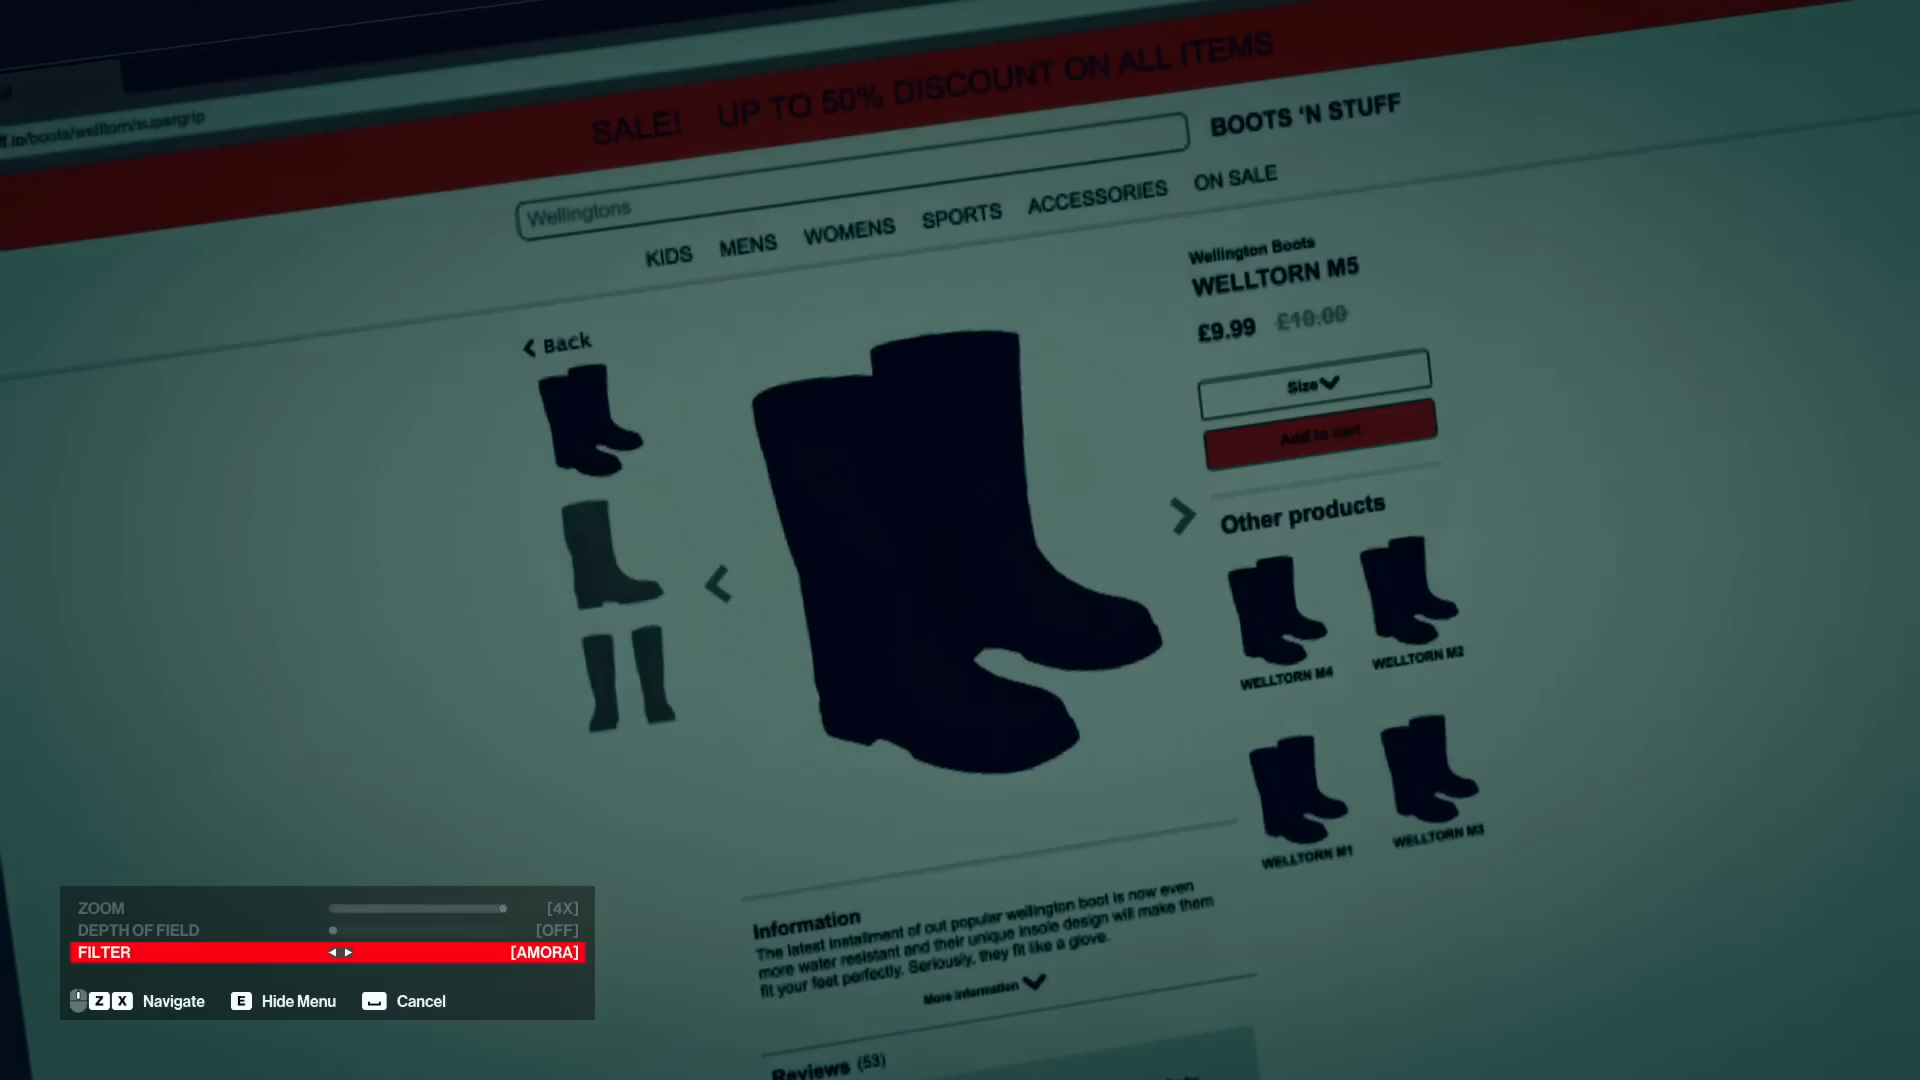 SALE! UP TO 50% DISCOUNT ON ALL ITEMS
BOOTS 'N STUFF
Wellingtons
KIDS MENS WOMENS SPORTS ACCESSORIES ON SALE
Wellington Boots
WELLTORN M5
£9.99 £10.00
Back
Size
Add to cart
Other products
WELLTORN M4
WELLTORN M2
WELLTORN M1
WELLTORN M3
Information
The latest installment of out popular wellington boot is now even
more water resistant and their unique insole design will make them
fit your feet perfectly. Seriously, they fit like a glove.
More information
Reviews (53)
ZOOM [4X]
DEPTH OF FIELD [OFF]
FILTER [AMORA]
Z X Navigate E Hide Menu Cancel